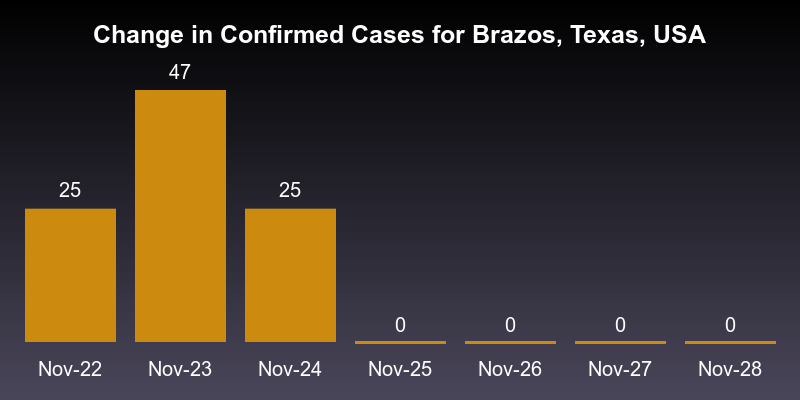 Change in Confirmed Cases for Brazos, Texas, USA
47
25
25
0 0 0 0
Nov-22 Nov-23 Nov-24 Nov-25 Nov-26 Nov-27 Nov-28